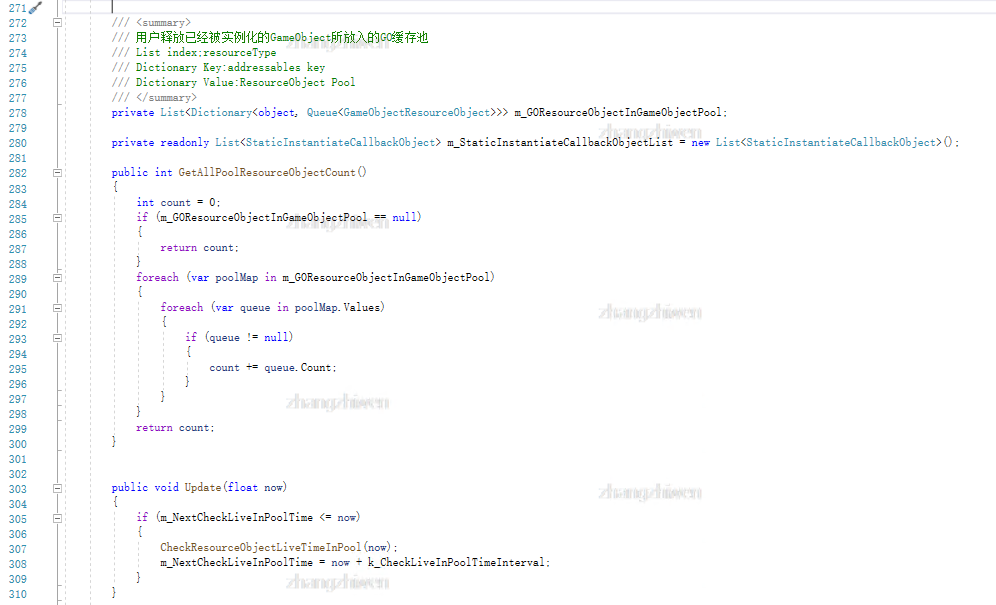 271
272 /// <summary>
273 /// 用户释放已经被实例化的GameObject所放入的GO缓存池
274 /// List index:resourceType
275 /// Dictionary Key:addressables key
276 /// Dictionary Value:ResourceObject Pool
277 /// </summary>
278 private List<Dictionary<object, Queue<GameObjectResourceObject>>> m_GOResourceObjectInGameObjectPool;
279
280 private readonly List<StaticInstantiateCallbackObject> m_StaticInstantiateCallbackObjectList = new List<StaticInstantiateCallbackObject>();
281
282 public int GetAllPoolResourceObjectCount()
283 {
284 int count = 0;
285 if (m_GOResourceObjectInGameObjectPool == null)
286 {
287 return count;
288 }
289 foreach (var poolMap in m_GOResourceObjectInGameObjectPool)
290 {
291 foreach (var queue in poolMap.Values)
292 {
293 if (queue != null)
294 {
295 count += queue.Count;
296 }
297 }
298 }
299 return count;
300 }
301
302
303 public void Update(float now)
304 {
305 if (m_NextCheckLiveInPoolTime <= now)
306 {
307 CheckResourceObjectLiveTimeInPool(now);
308 m_NextCheckLiveInPoolTime = now + k_CheckLiveInPoolTimeInterval;
309 }
310 }
zhangzhiwen
zhangzhiwen
zhangzhiwen
zhangzhiwen
zhangzhiwen
zhangzhiwen